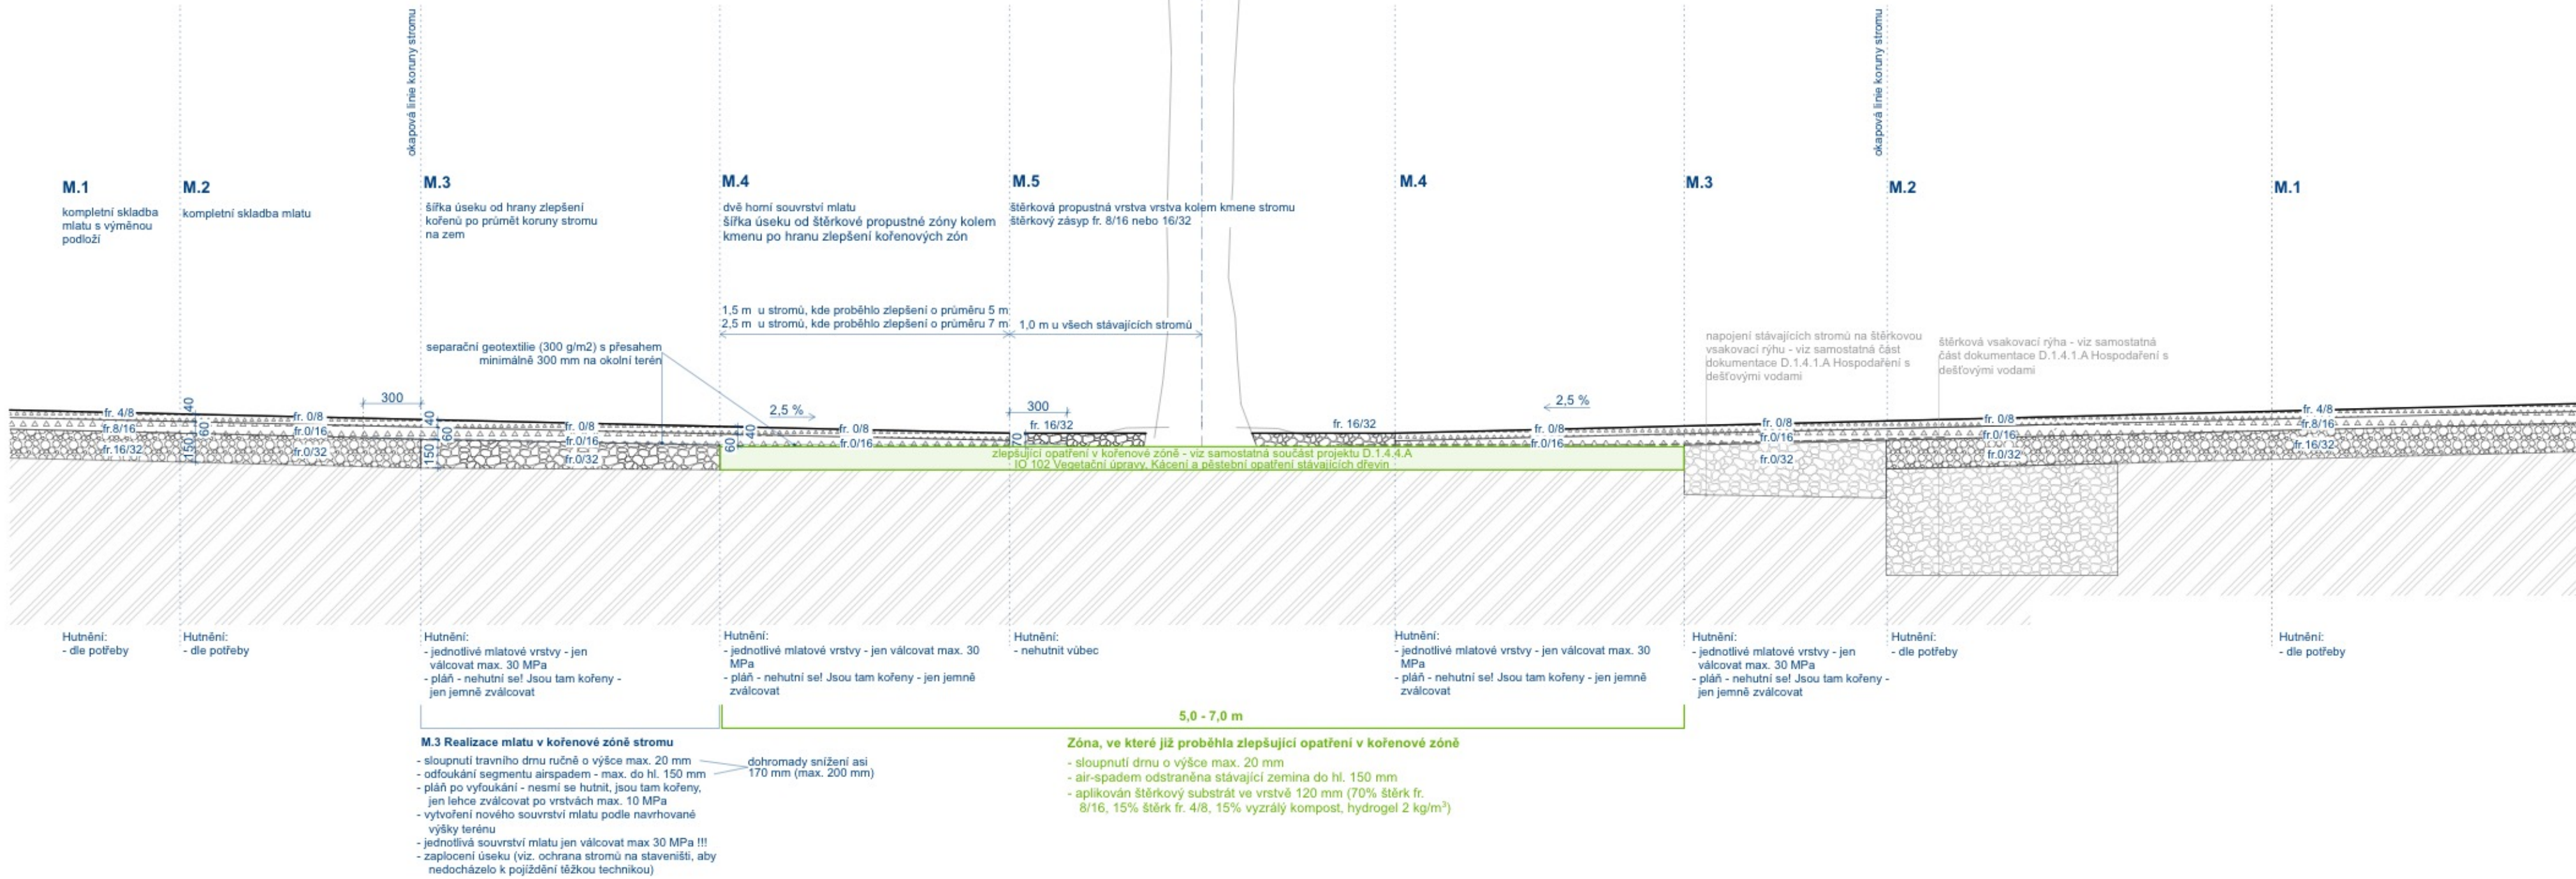 okapová linie koruny stromu
okapová linie koruny stromu
M.1
kompletní skladba
mlatu s výměnou
podloží
M.2
kompletní skladba mlatu
M.3
šířka úseku od hrany zlepšení
kořenů po průmět koruny stromu
na zem
M.4
dvě horní souvrství mlatu
šířka úseku od štěrkové propustné zóny kolem
kmenu po hranu zlepšení kořenových zón
M.5
štěrková propustná vrstva vrstva kolem kmene stromu
štěrkový zásyp fr. 8/16 nebo 16/32
M.4
M.3
M.2
M.1
1,5 m u stromů, kde proběhlo zlepšení o průměru 5 m
2,5 m u stromů, kde proběhlo zlepšení o průměru 7 m
1,0 m u všech stávajících stromů
separační geotextilie (300 g/m2) s přesahem
minimálně 300 mm na okolní terén
napojení stávajících stromů na štěrkovou
vsakovací rýhu - viz samostatná část
dokumentace D.1.4.1.A Hospodaření s
dešťovými vodami
štěrková vsakovací rýha - viz samostatná
část dokumentace D.1.4.1.A Hospodaření s
dešťovými vodami
fr. 4/8
fr.8/16
fr.16/32
40
60
150
fr. 0/8
fr.0/16
fr.0/32
300
40
60
150
fr. 0/8
fr.0/16
fr.0/32
40
60
2,5 %
fr. 0/8
fr.0/16
300
70
fr. 16/32
fr. 16/32
2,5 %
fr. 0/8
fr.0/16
fr. 0/8
fr.0/16
fr.0/32
fr. 0/8
fr.0/16
fr.0/32
fr. 4/8
fr.8/16
fr.16/32
zlepšující opatření v kořenové zóně - viz samostatná součást projektu D.1.4.4.A
IO 102 Vegetační úpravy, Kácení a pěstební opatření stávajících dřevin
Hutnění:
- dle potřeby
Hutnění:
- dle potřeby
Hutnění:
- jednotlivé mlatové vrstvy - jen
válcovat max. 30 MPa
- pláň - nehutní se! Jsou tam kořeny -
jen jemně zválcovat
Hutnění:
- jednotlivé mlatové vrstvy - jen válcovat max. 30
MPa
- pláň - nehutní se! Jsou tam kořeny - jen jemně
zválcovat
Hutnění:
- nehutnit vůbec
Hutnění:
- jednotlivé mlatové vrstvy - jen válcovat max. 30
MPa
- pláň - nehutní se! Jsou tam kořeny - jen jemně
zválcovat
Hutnění:
- jednotlivé mlatové vrstvy - jen
válcovat max. 30 MPa
- pláň - nehutní se! Jsou tam kořeny -
jen jemně zválcovat
Hutnění:
- dle potřeby
Hutnění:
- dle potřeby
5,0 - 7,0 m
M.3 Realizace mlatu v kořenové zóně stromu
- sloupnutí travního drnu ručně o výšce max. 20 mm
- odfoukání segmentu airspadem - max. do hl. 150 mm
- pláň po vyfoukání - nesmí se hutnit, jsou tam kořeny,
jen lehce zválcovat po vrstvách max. 10 MPa
- vytvoření nového souvrství mlatu podle navrhované
výšky terénu
- jednotlivá souvrství mlatu jen válcovat max 30 MPa !!!
- zaplocení úseku (viz. ochrana stromů na staveništi, aby
nedocházelo k pojíždění těžkou technikou)
dohromady snížení asi
170 mm (max. 200 mm)
Zóna, ve které již proběhla zlepšující opatření v kořenové zóně
- sloupnutí drnu o výšce max. 20 mm
- air-spadem odstraněna stávající zemina do hl. 150 mm
- aplikován štěrkový substrát ve vrstvě 120 mm (70% štěrk fr.
8/16, 15% štěrk fr. 4/8, 15% vyzrálý kompost, hydrogel 2 kg/m³)